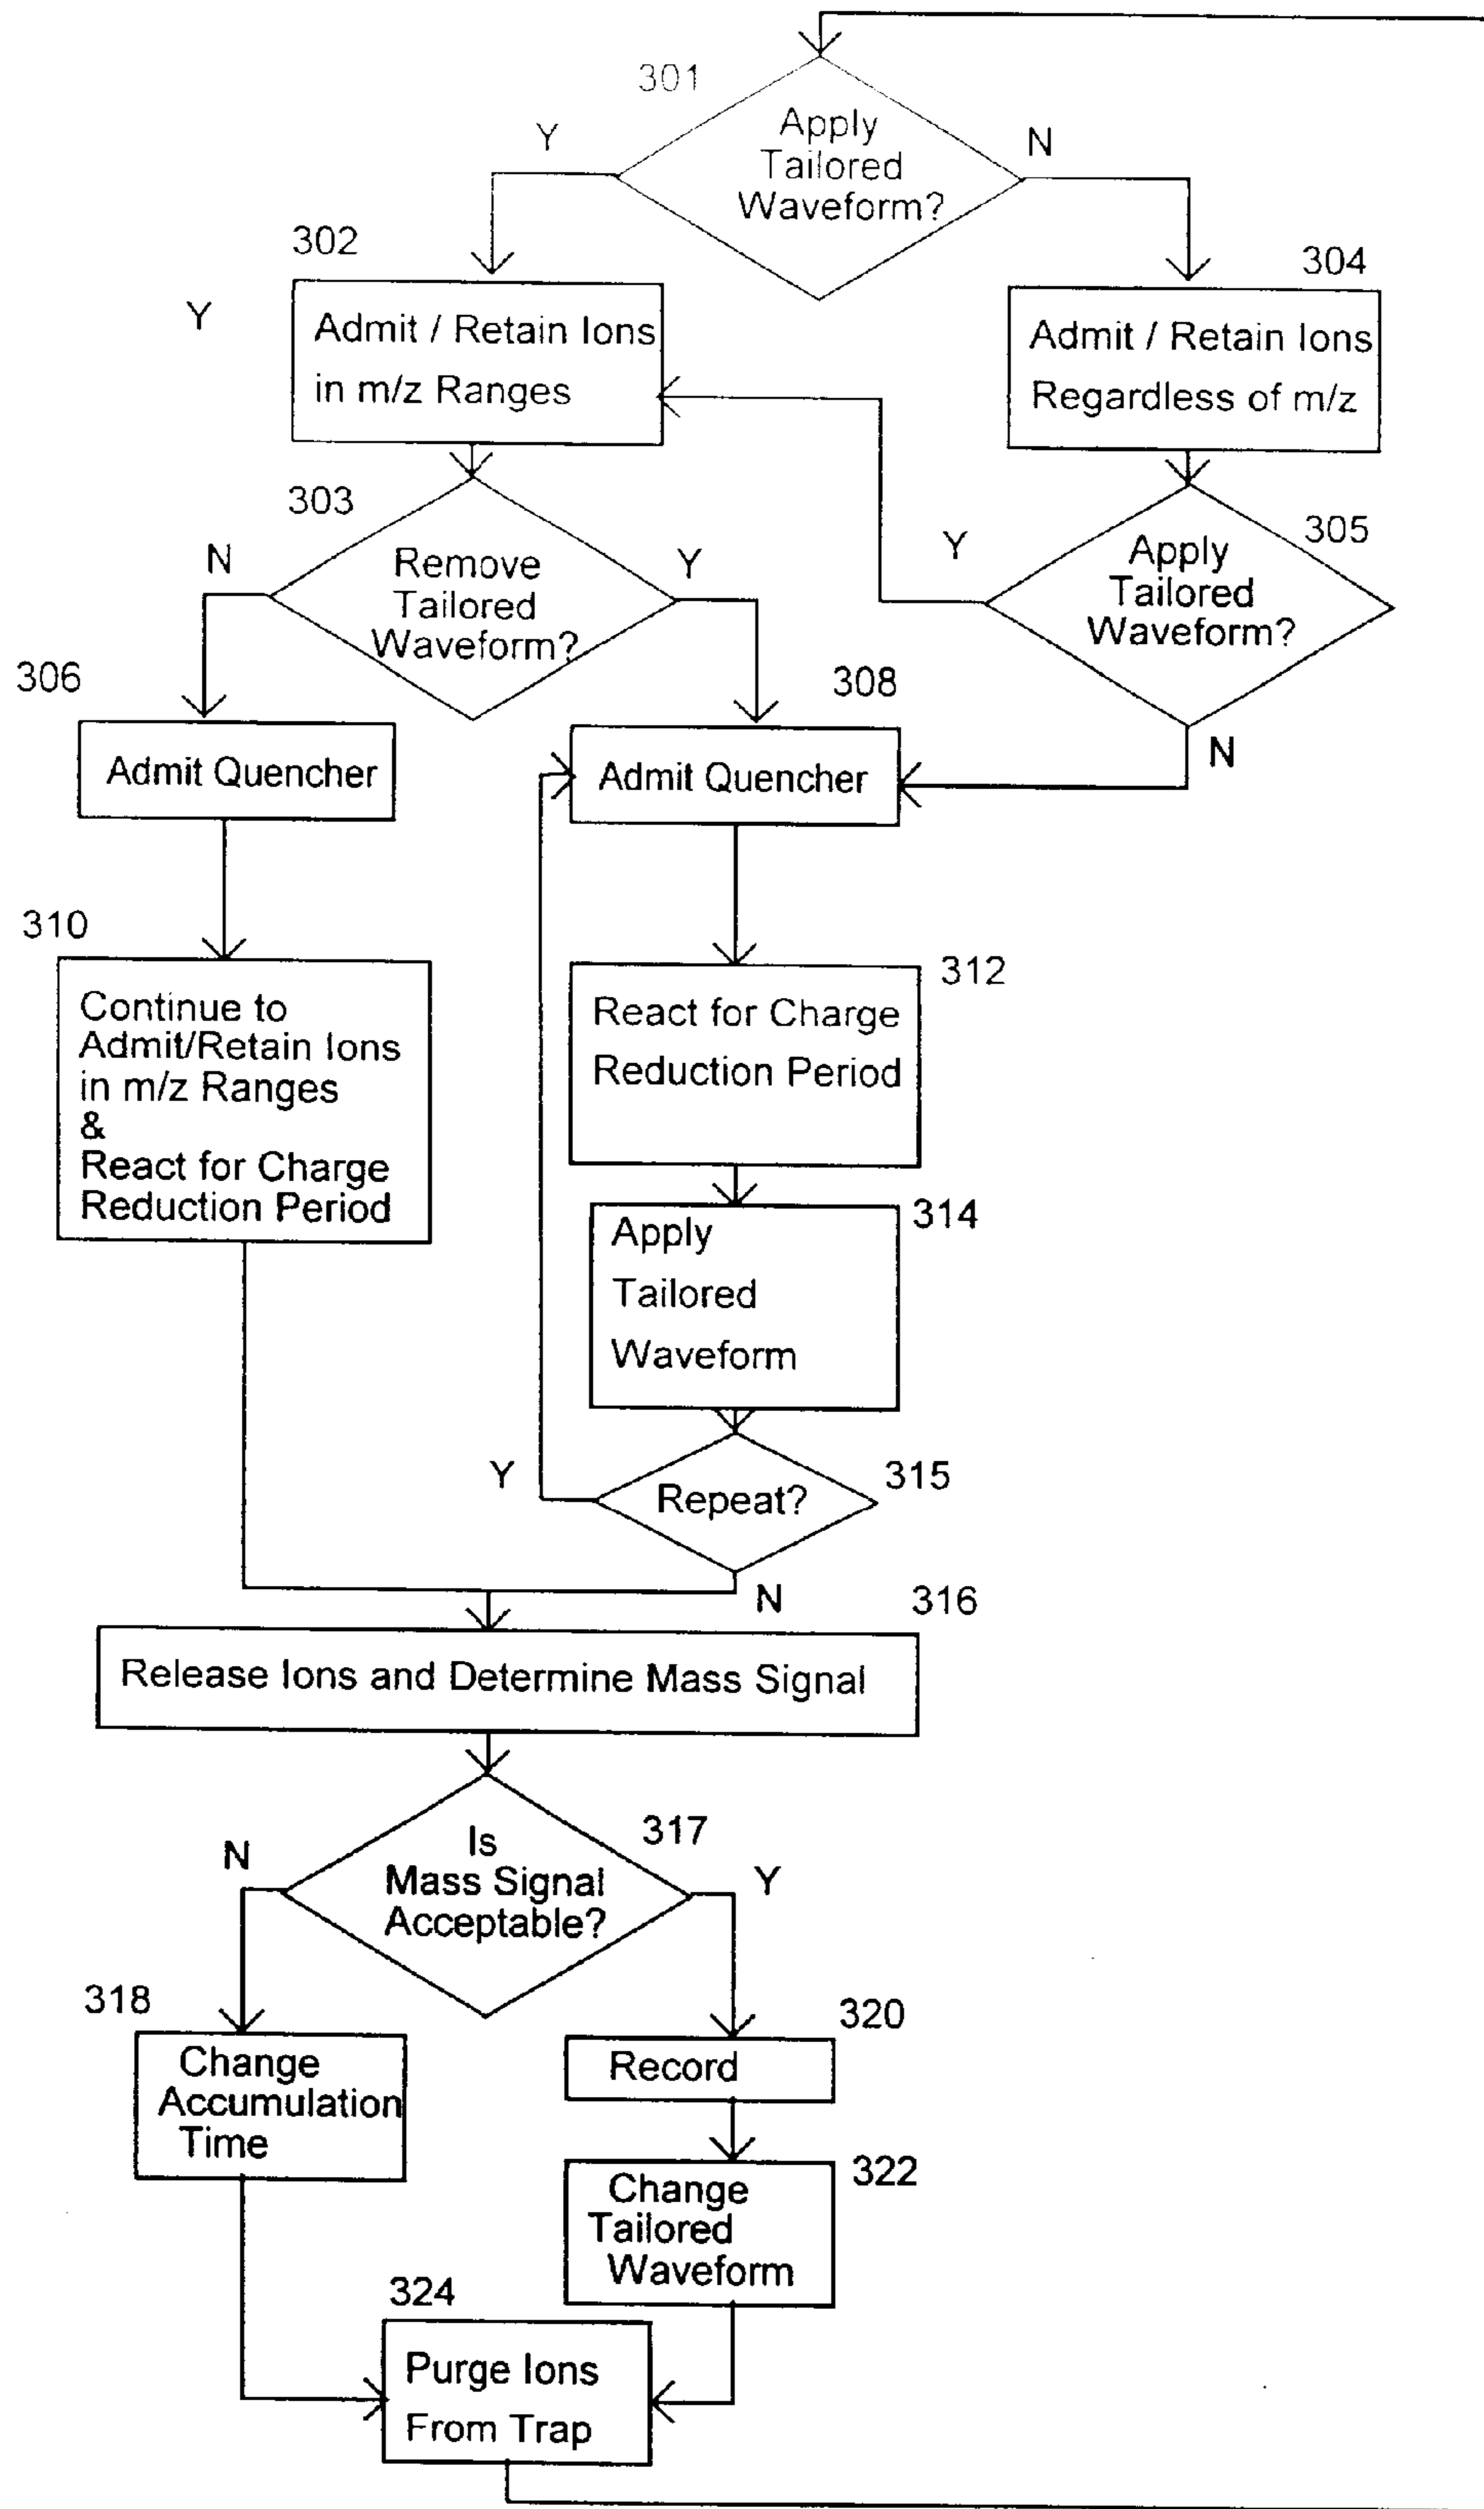 301
Apply
Tailored
Waveform?
Y
N
302
304
Y
Admit / Retain Ions
in m/z Ranges
Admit / Retain Ions
Regardless of m/z
303
305
N
Remove
Tailored
Waveform?
Y
Y
Apply
Tailored
Waveform?
306
308
N
Admit Quencher
Admit Quencher
310
312
Continue to
Admit/Retain Ions
in m/z Ranges
&
React for Charge
Reduction Period
React for Charge
Reduction Period
314
Apply
Tailored
Waveform
Y
315
Repeat?
N
316
Release Ions and Determine Mass Signal
317
N
Is
Mass Signal
Acceptable?
Y
318
320
Change
Accumulation
Time
Record
322
Change
Tailored
Waveform
324
Purge Ions
From Trap